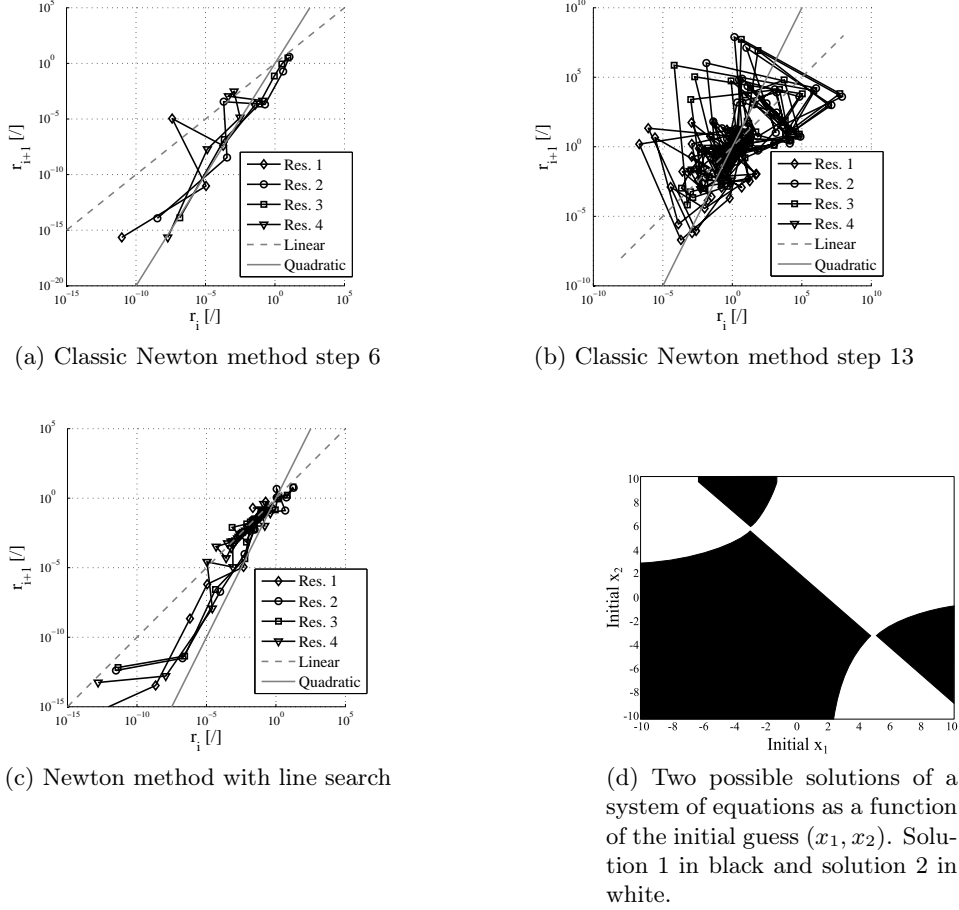 10^5
10^0
10^-5
10^-10
10^-15
10^-20
r_{i+1} [/]
10^-15 10^-10 10^-5 10^0 10^5
r_i [/]
Res. 1
Res. 2
Res. 3
Res. 4
Linear
Quadratic
(a) Classic Newton method step 6
10^10
10^5
10^0
10^-5
10^-10
r_{i+1} [/]
10^-10 10^-5 10^0 10^5 10^10
r_i [/]
Res. 1
Res. 2
Res. 3
Res. 4
Linear
Quadratic
(b) Classic Newton method step 13
10^5
10^0
10^-5
10^-10
10^-15
r_{i+1} [/]
10^-15 10^-10 10^-5 10^0 10^5
r_i [/]
Res. 1
Res. 2
Res. 3
Res. 4
Linear
Quadratic
(c) Newton method with line search
10
8
6
4
2
0
-2
-4
-6
-8
-10
Initial x_2
-10 -8 -6 -4 -2 0 2 4 6 8 10
Initial x_1
(d) Two possible solutions of a
system of equations as a function
of the initial guess (x_1, x_2). Solu-
tion 1 in black and solution 2 in
white.